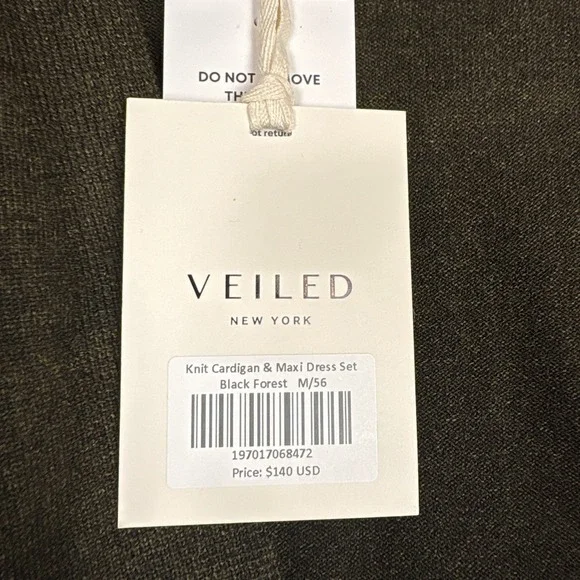 DO NOT
VEILED
NEW YORK
Knit Cardigan & Maxi Dress Set
Black Forest M/56
197017068472
Price: $140 USD